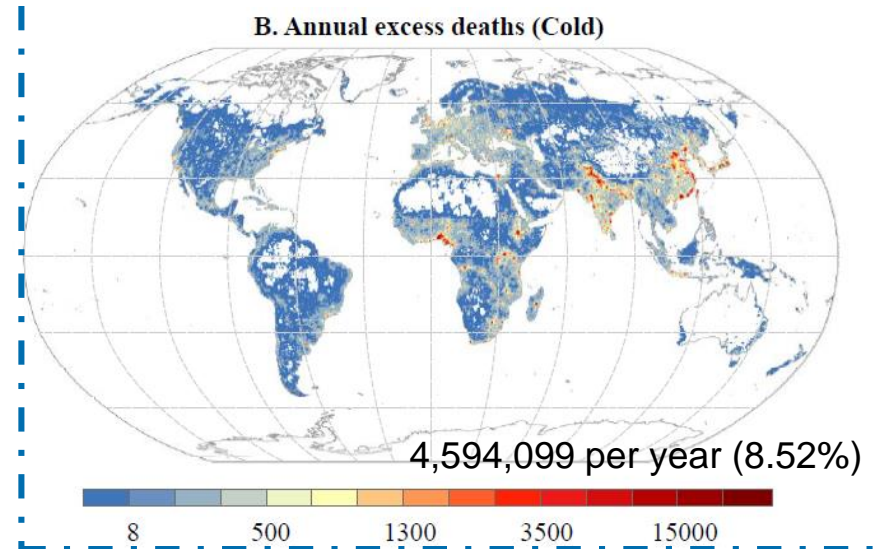 B. Annual excess deaths (Cold)
4,594,099 per year (8.52%)
8 500 1300 3500 15000